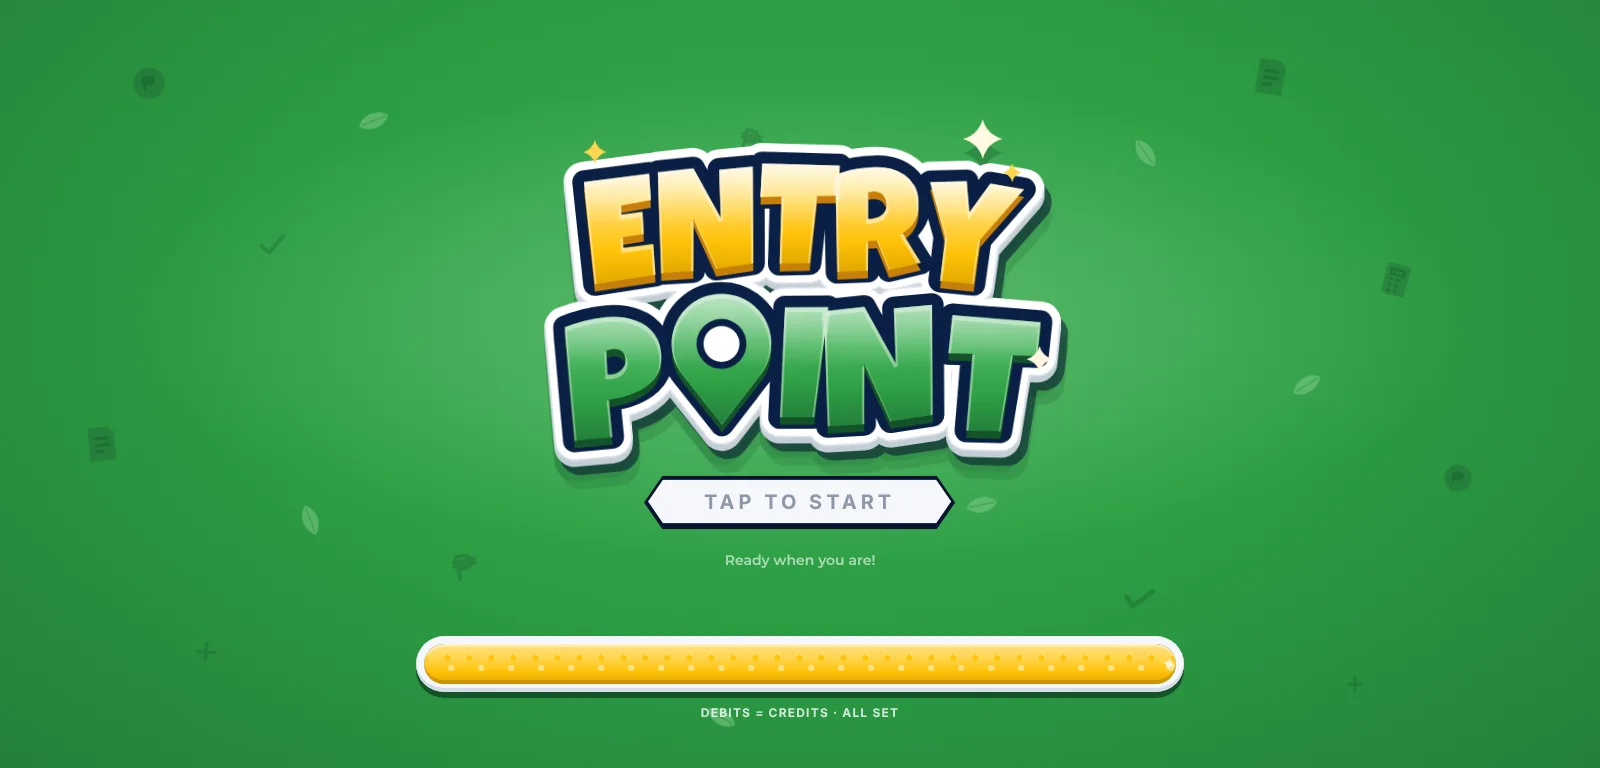 ENTRY
POINT
TAP TO START
Ready when you are!
DEBITS = CREDITS · ALL SET